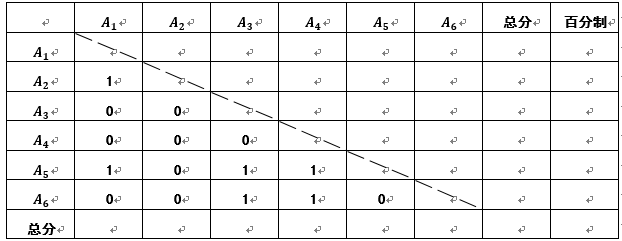 A₁ A₂ A₃ A₄ A₅ A₆ 总分 百分制
A₁
A₂ 1
A₃ 0 0
A₄ 0 0 0
A₅ 1 0 1 1
A₆ 0 0 1 1 0
总分